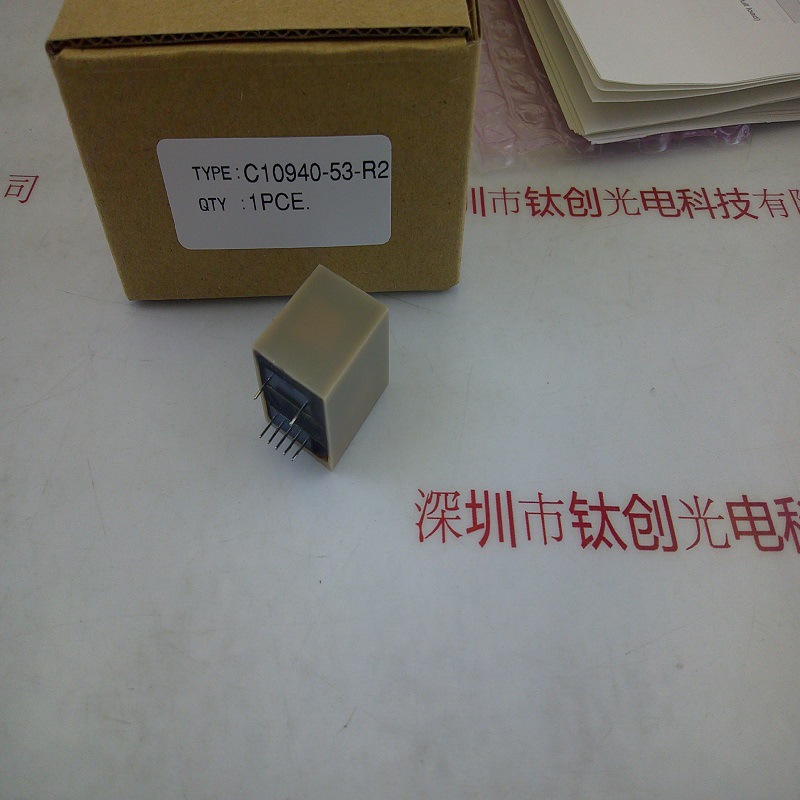 TYPE : C10940-53-R2
QTY : 1PCE.
司
圳市钛创光电科技有限
深圳市钛创光电科